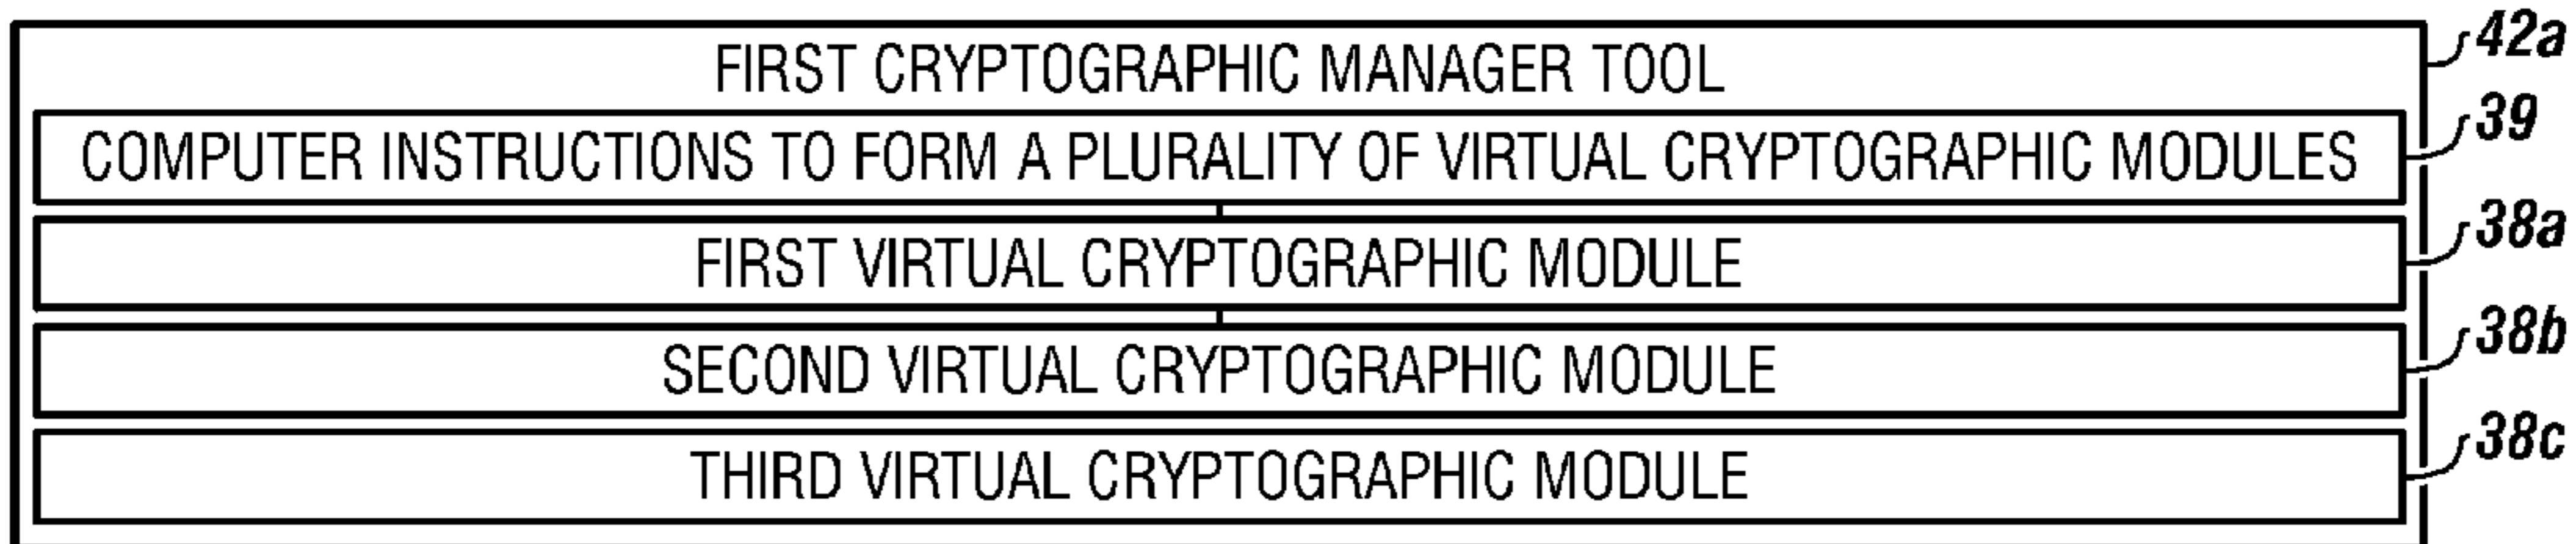 FIRST CRYPTOGRAPHIC MANAGER TOOL 42a
COMPUTER INSTRUCTIONS TO FORM A PLURALITY OF VIRTUAL CRYPTOGRAPHIC MODULES 39
FIRST VIRTUAL CRYPTOGRAPHIC MODULE 38a
SECOND VIRTUAL CRYPTOGRAPHIC MODULE 38b
THIRD VIRTUAL CRYPTOGRAPHIC MODULE 38c